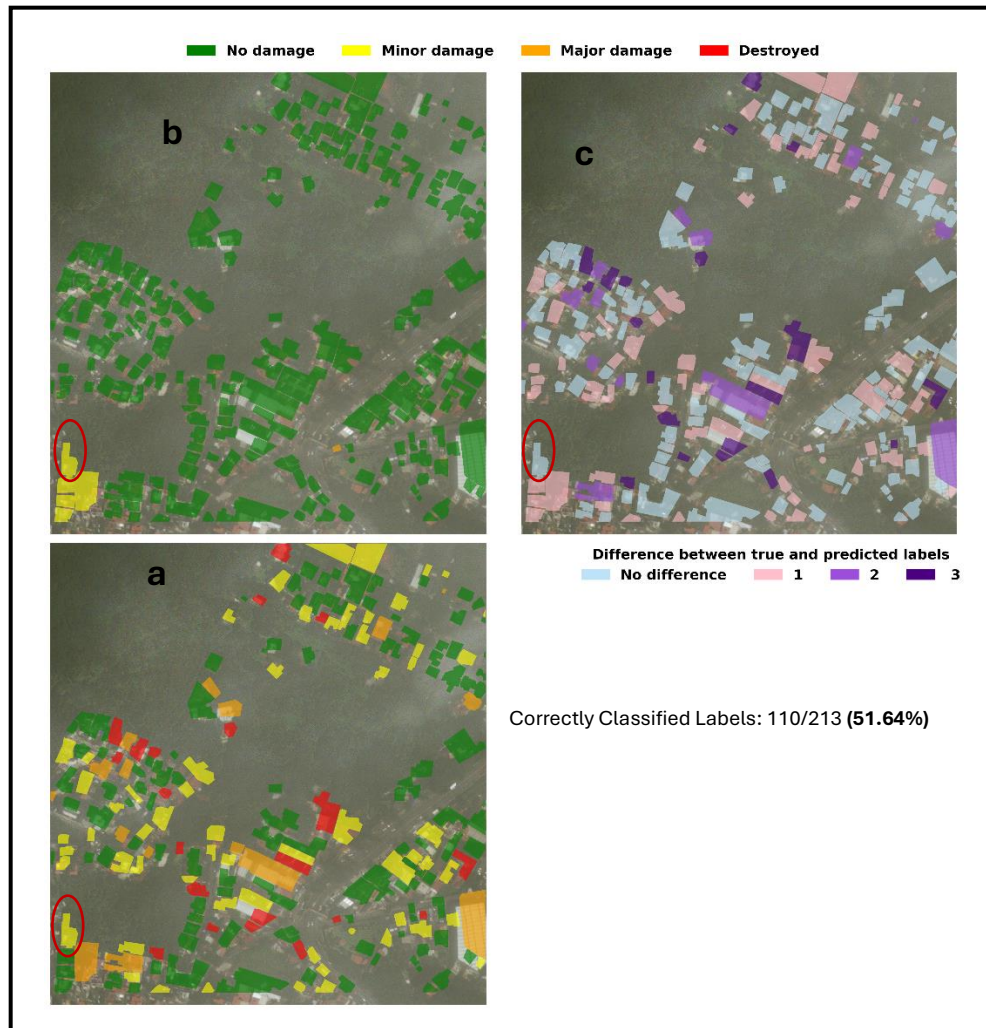 No damage Minor damage Major damage Destroyed
b
c
Difference between true and predicted labels
No difference 1 2 3
a
Correctly Classified Labels: 110/213 (51.64%)